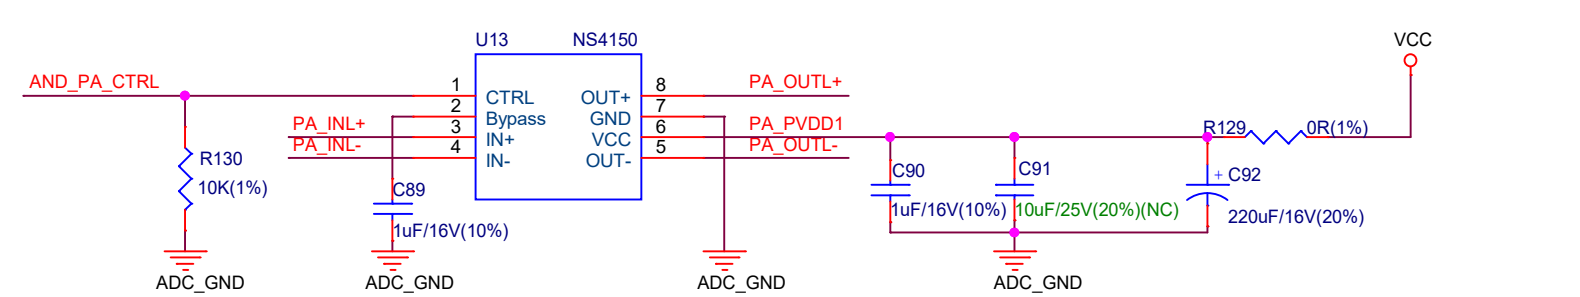 U13 NS4150 VCC
AND_PA_CTRL 1 8 PA_OUTL+
CTRL OUT+
2 7
Bypass GND
PA_INL+ 3 6 PA_PVDD1 R129 0R(1%)
IN+ VCC
PA_INL- 4 5 PA_OUTL-
IN- OUT-
R130
10K(1%)
C89
1uF/16V(10%)
C90
1uF/16V(10%)
C91
10uF/25V(20%)(NC)
+ C92
220uF/16V(20%)
ADC_GND ADC_GND ADC_GND ADC_GND